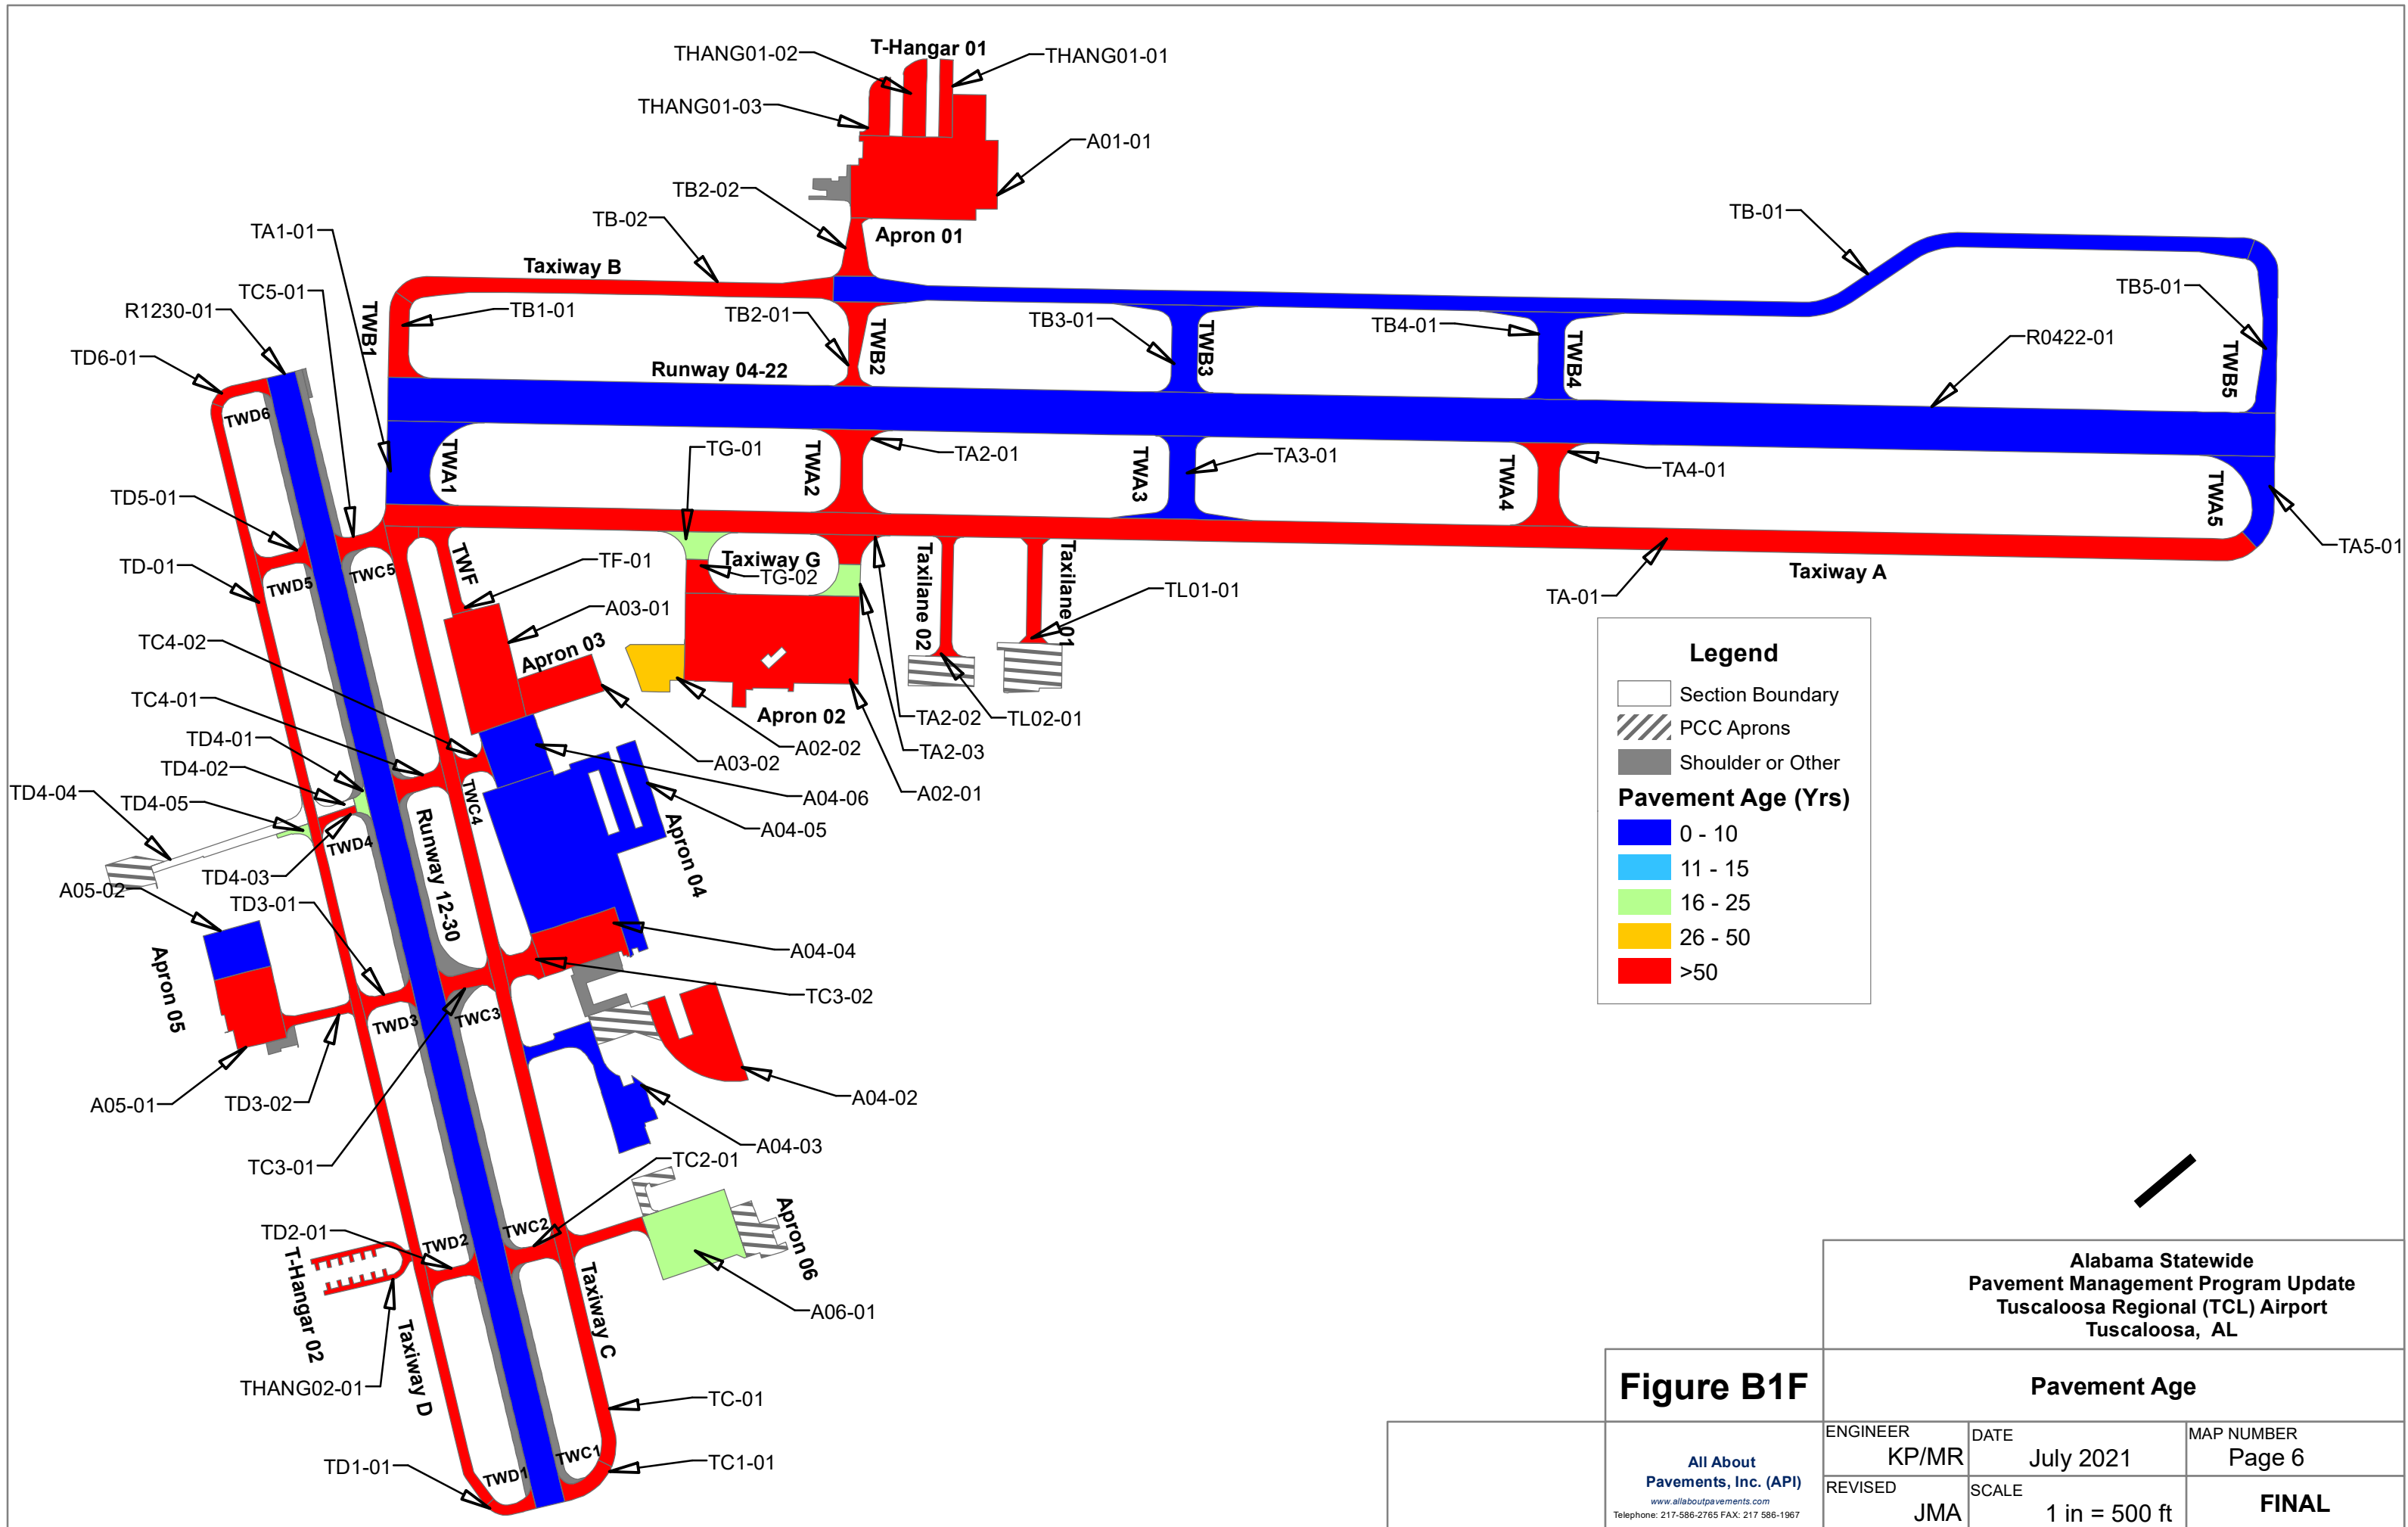 T-Hangar 01
THANG01-02
THANG01-01
THANG01-03
A01-01
TB2-02
TB-02
TB-01
TA1-01
Apron 01
Taxiway B
TC5-01
TB5-01
R1230-01
TWB1
TB1-01
TB2-01
TWB2
TB3-01
TWB3
TB4-01
TWB4
R0422-01
TWB5
TD6-01
Runway 04-22
TWD6
TWA1
TG-01
TWA2
TA2-01
TWA3
TA3-01
TWA4
TA4-01
TWA5
TD5-01
TA5-01
TD-01
TWD5
TWC5
TWF
TF-01
Taxiway G
TG-02
Taxilane 02
Taxilane 01
TL01-01
TA-01
Taxiway A
A03-01
Apron 03
TC4-02
TC4-01
TD4-01
TD4-02
TD4-04
TD4-05
Apron 02
TA2-02
TL02-01
A02-02
TA2-03
A03-02
A02-01
A04-06
A04-05
TWC4
Runway 12-30
TWD4
Apron 04
TD4-03
A05-02
TD3-01
A04-04
Apron 05
TC3-02
TWD3
TWC3
A05-01
TD3-02
A04-02
A04-03
TC3-01
TC2-01
TD2-01
TWD2
TWC2
Apron 06
T-Hangar 02
A06-01
Taxiway C
Taxiway D
THANG02-01
TC-01
TD1-01
TWD1
TWC1
TC1-01
Legend
Section Boundary
PCC Aprons
Shoulder or Other
Pavement Age (Yrs)
0 - 10
11 - 15
16 - 25
26 - 50
>50
Alabama Statewide
Pavement Management Program Update
Tuscaloosa Regional (TCL) Airport
Tuscaloosa, AL
Figure B1F
Pavement Age
All About
Pavements, Inc. (API)
www.allaboutpavements.com
Telephone: 217-586-2765 FAX: 217 586-1967
ENGINEER
KP/MR
DATE
July 2021
MAP NUMBER
Page 6
REVISED
JMA
SCALE
1 in = 500 ft
FINAL